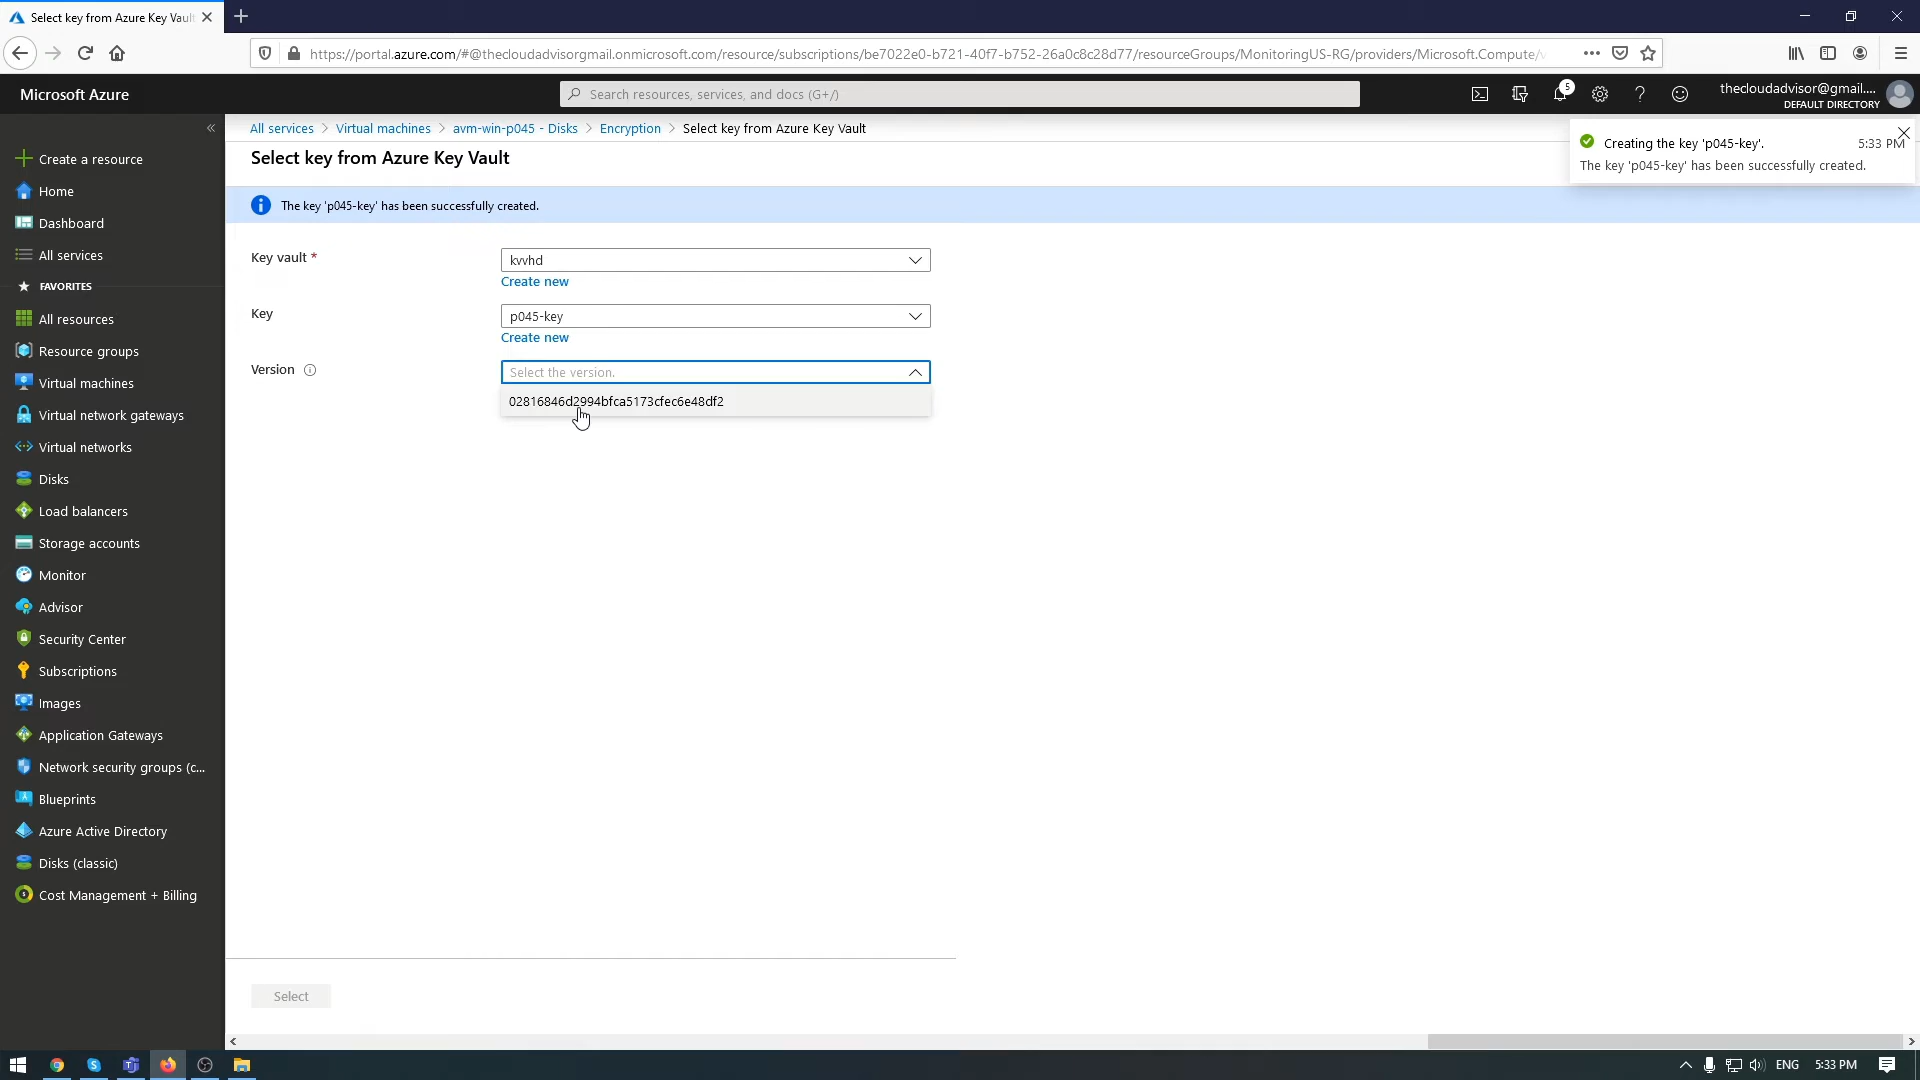 Select key from Azure Key Vault
https://portal.azure.com/#@thecloudadvisorgmail.onmicrosoft.com/resource/subscriptions/be7022e0-b721-40f7-b752-26a0c8c28d77/resourceGroups/MonitoringUS-RG/providers/Microsoft.Compute/v
Microsoft Azure
Search resources, services, and docs (G+/)
5
thecloudadvisor@gmail....
DEFAULT DIRECTORY
Create a resource
Home
Dashboard
All services
FAVORITES
All resources
Resource groups
Virtual machines
Virtual network gateways
Virtual networks
Disks
Load balancers
Storage accounts
Monitor
Advisor
Security Center
Subscriptions
Images
Application Gateways
Network security groups (c...
Blueprints
Azure Active Directory
Disks (classic)
Cost Management + Billing
All services > Virtual machines > avm-win-p045 - Disks > Encryption > Select key from Azure Key Vault
Select key from Azure Key Vault
Creating the key 'p045-key'. 5:33 PM
The key 'p045-key' has been successfully created.
The key 'p045-key' has been successfully created.
Key vault * kvvhd
Create new
Key p045-key
Create new
Version Select the version.
02816846d2994bfca5173cfec6e48df2
Select
ENG 5:33 PM